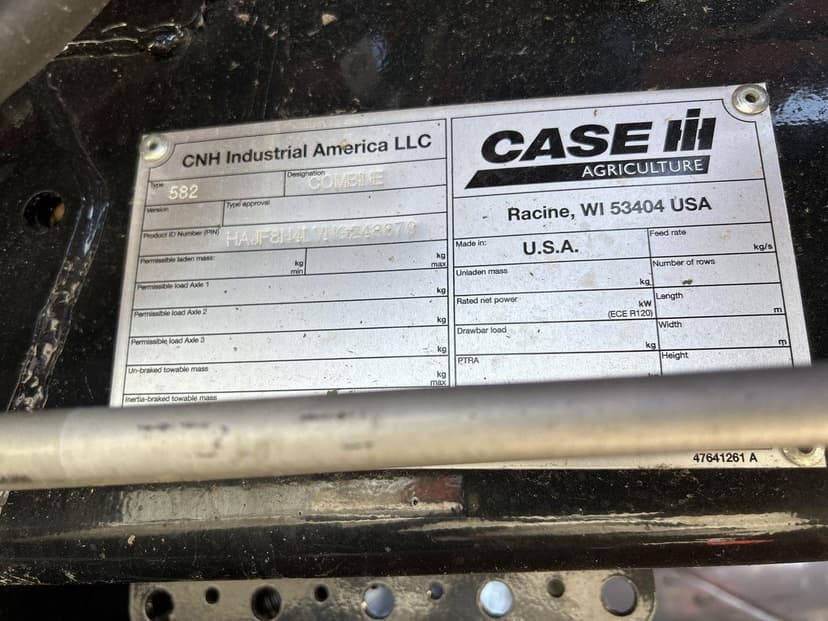 CNH Industrial America LLC
Type
582
Designation
COMBINE
Version
Type approval
Product ID Number (PIN)
Permissible laden mass:
kg
min
kg
max
Permissible load Axle 1
kg
Permissible load Axle 2
kg
Permissible load Axle 3
kg
Un-braked towable mass
kg
max
Inertia-braked towable mass
CASE IH
AGRICULTURE
Racine, WI 53404 USA
Made in:
U.S.A.
Feed rate
kg/s
Unladen mass
kg
Number of rows
Rated net power
kW
(ECE R120)
Length
m
Drawbar load
kg
Width
m
PTRA
Height
47641261 A